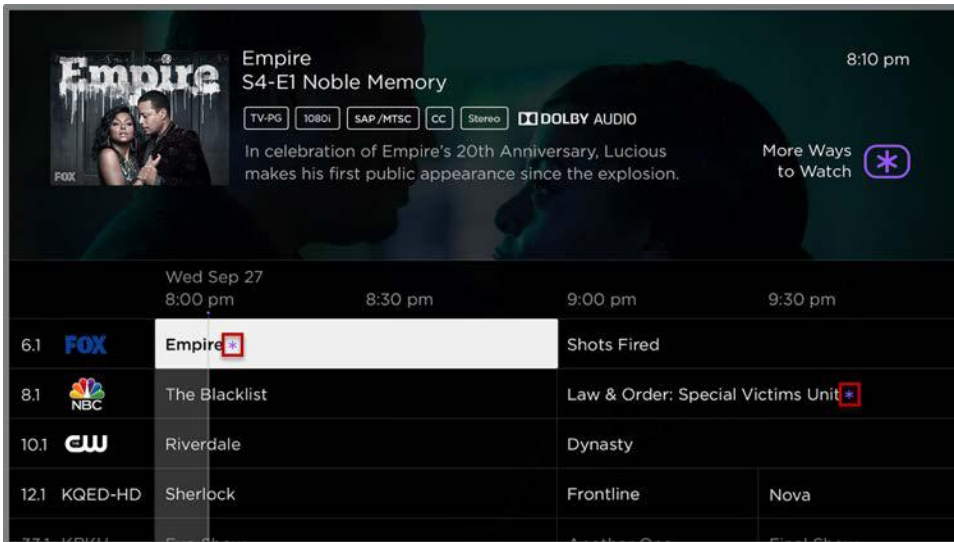 Empire
FOX
Empire
S4-E1 Noble Memory
8:10 pm
TV-PG 1080i SAP/MTSC CC Stereo DOLBY AUDIO
In celebration of Empire's 20th Anniversary, Lucious
makes his first public appearance since the explosion.
More Ways
to Watch *
Wed Sep 27
8:00 pm 8:30 pm 9:00 pm 9:30 pm
6.1 FOX Empire * Shots Fired
8.1 NBC The Blacklist Law & Order: Special Victims Unit *
10.1 CW Riverdale Dynasty
12.1 KQED-HD Sherlock Frontline Nova